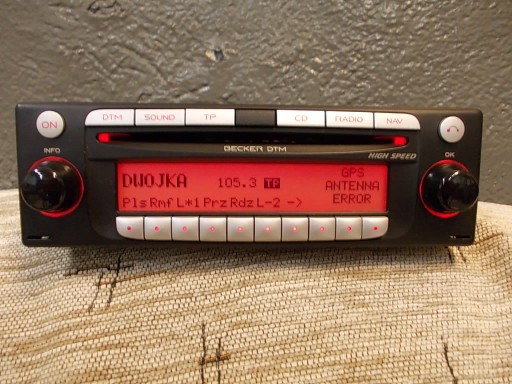 ON
DTM SOUND TP CD RADIO NAV
INFO
BECKER DTM
HIGH SPEED
OK
DWOJKA 105.3 TP
Pls Rmf L*1 Prz Rdz L-2 ->
GPS
ANTENNA
ERROR